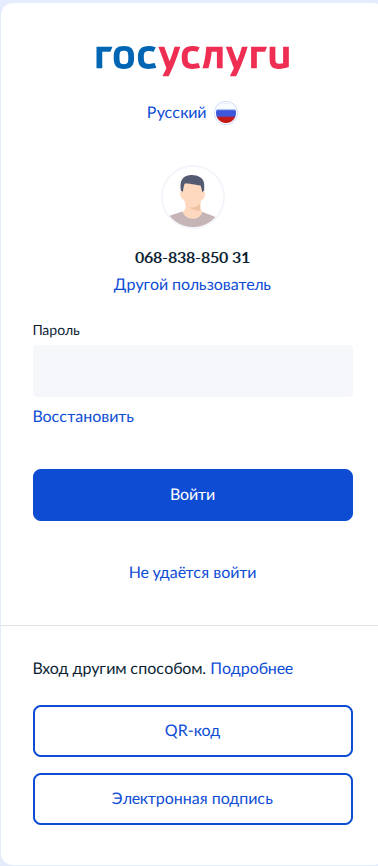 госуслуги
Русский
068-838-850 31
Другой пользователь
Пароль
Восстановить
Войти
Не удаётся войти
Вход другим способом. Подробнее
QR-код
Электронная подпись